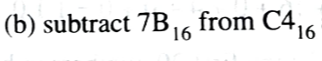 (b) subtract 7B₁₆ from C4₁₆